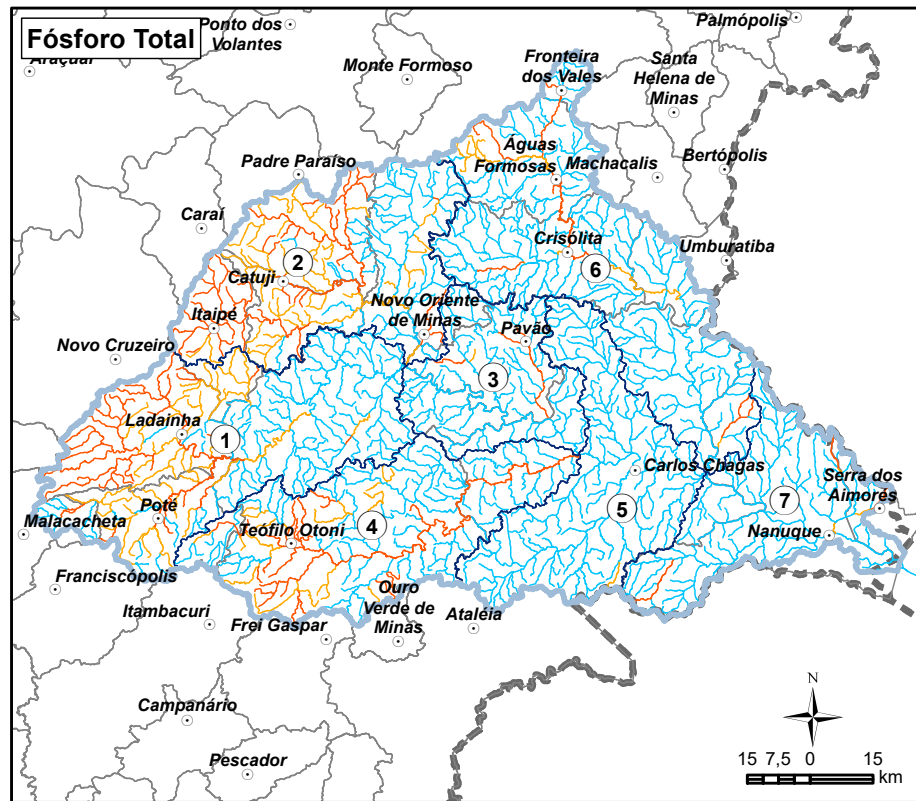 Fósforo Total
Ponto dos
Volantes
Palmópolis
Araçuaí
Monte Formoso
Fronteira
dos Vales
Santa
Helena de
Minas
Águas
Formosas
Machacalis
Bertópolis
Padre Paraíso
Caraí
Crisólita
Umburatiba
2
6
Catuji
Itaipé
Novo Oriente
de Minas
Pavão
Novo Cruzeiro
3
Ladainha
1
Carlos Chagas
Serra dos
Aimorés
Poté
Malacacheta
Teófilo Otoni
4
5
7
Nanuque
Franciscópolis
Itambacuri
Frei Gaspar
Ouro
Verde de
Minas
Ataléia
N
Campanário
Pescador
15 7,5 0 15
km